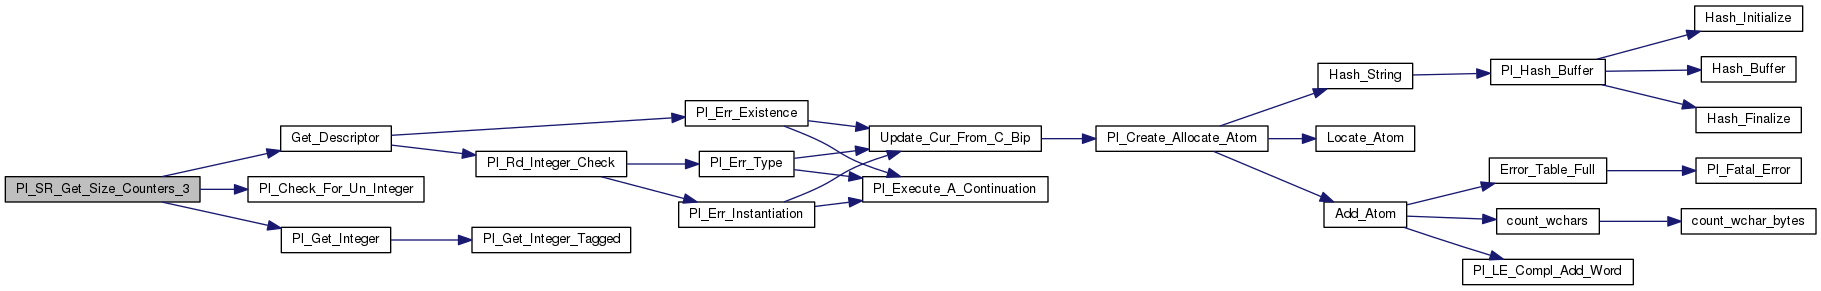 Pl_SR_Get_Size_Counters_3
Get_Descriptor
Pl_Check_For_Un_Integer
Pl_Get_Integer
Pl_Rd_Integer_Check
Pl_Get_Integer_Tagged
Pl_Err_Existence
Pl_Err_Type
Pl_Err_Instantiation
Update_Cur_From_C_Bip
Pl_Execute_A_Continuation
Pl_Create_Allocate_Atom
Hash_String
Locate_Atom
Add_Atom
Pl_Hash_Buffer
Error_Table_Full
count_wchars
Pl_LE_Compl_Add_Word
Hash_Initialize
Hash_Buffer
Hash_Finalize
Pl_Fatal_Error
count_wchar_bytes